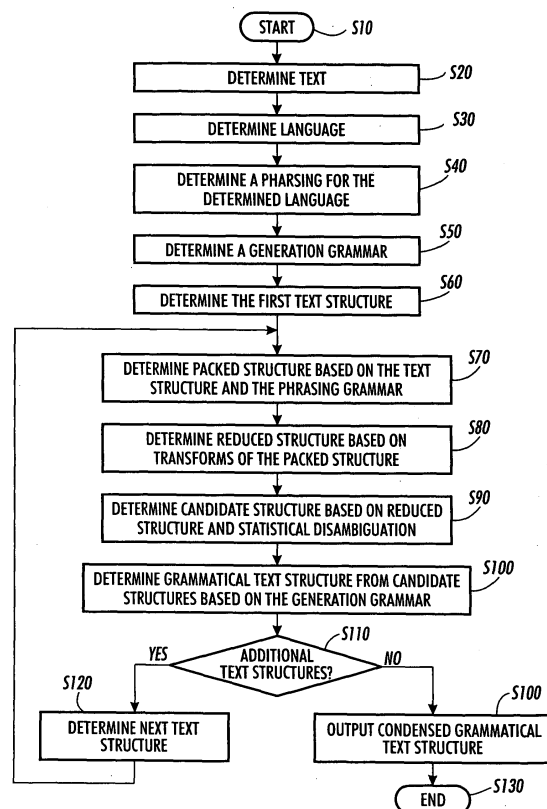 START S10
DETERMINE TEXT S20
DETERMINE LANGUAGE S30
DETERMINE A PHARSING FOR THE
DETERMINED LANGUAGE
S40
DETERMINE A GENERATION GRAMMAR S50
DETERMINE THE FIRST TEXT STRUCTURE S60
DETERMINE PACKED STRUCTURE BASED ON THE TEXT
STRUCTURE AND THE PHRASING GRAMMAR
S70
DETERMINE REDUCED STRUCTURE BASED ON
TRANSFORMS OF THE PACKED STRUCTURE
S80
DETERMINE CANDIDATE STRUCTURE BASED ON REDUCED
STRUCTURE AND STATISTICAL DISAMBIGUATION
S90
DETERMINE GRAMMATICAL TEXT STRUCTURE FROM CANDIDATE
STRUCTURES BASED ON THE GENERATION GRAMMAR
S100
ADDITIONAL
TEXT STRUCTURES?
S110
YES
NO
S120
DETERMINE NEXT TEXT
STRUCTURE
S100
OUTPUT CONDENSED GRAMMATICAL
TEXT STRUCTURE
END S130